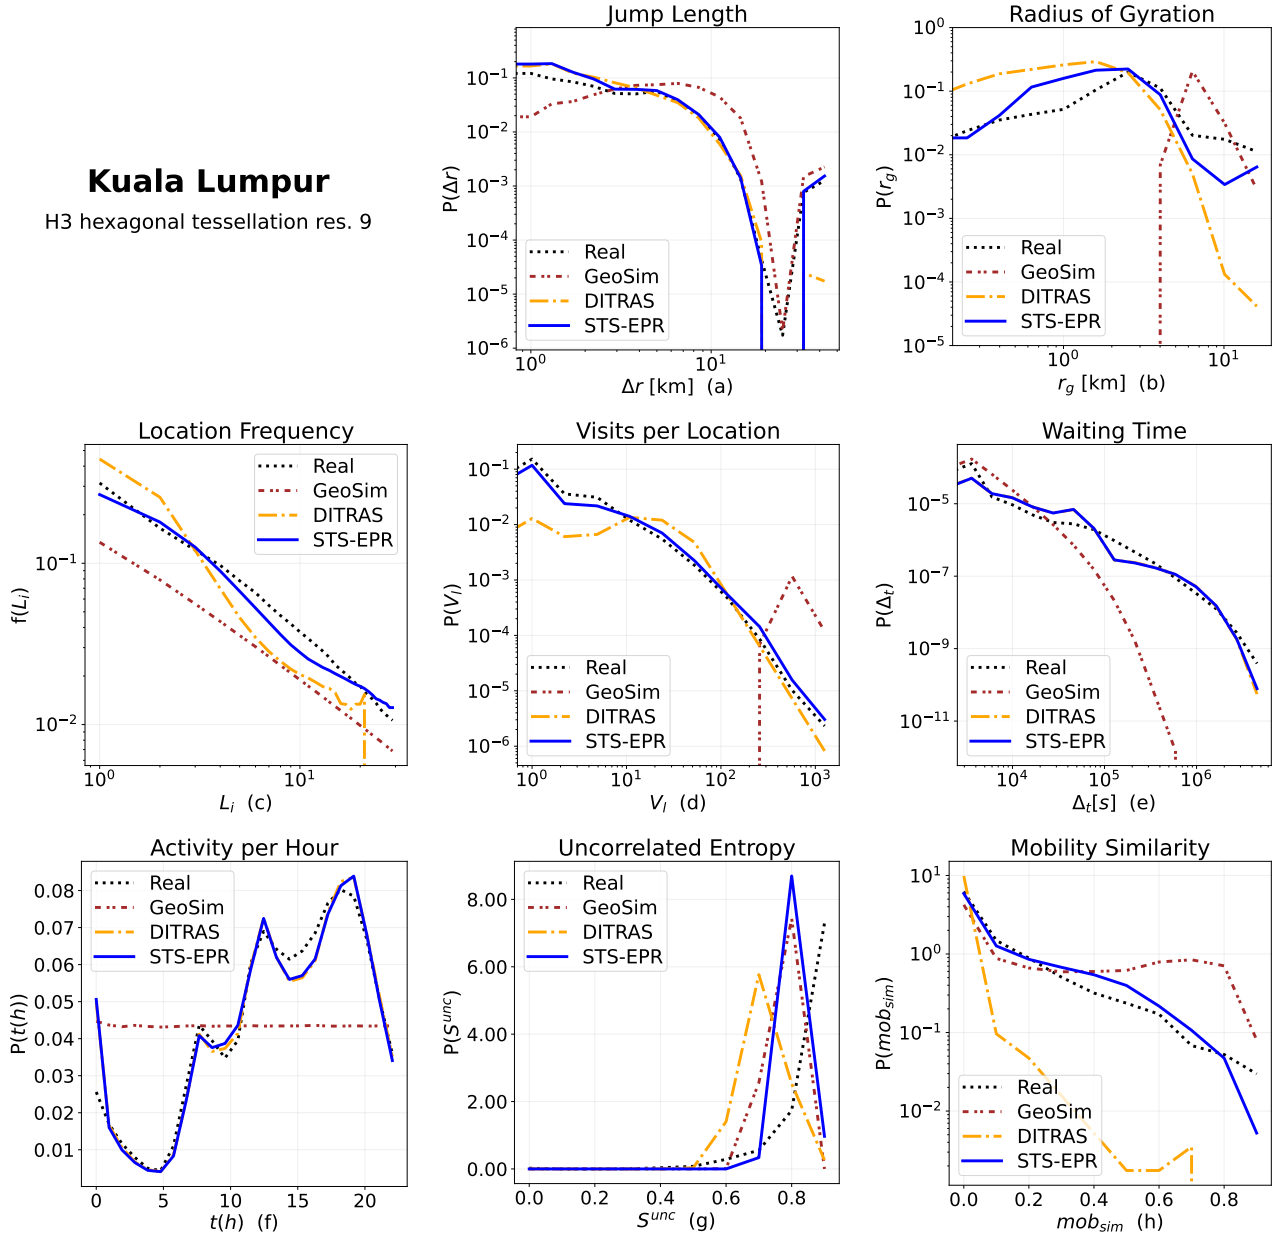 Kuala Lumpur
H3 hexagonal tessellation res. 9
Jump Length
P(Δr)
10⁻¹
10⁻²
10⁻³
10⁻⁴
10⁻⁵
10⁻⁶
Real
GeoSim
DITRAS
STS-EPR
10⁰ 10¹
Δr [km] (a)
Radius of Gyration
P(r_g)
10⁰
10⁻¹
10⁻²
10⁻³
10⁻⁴
10⁻⁵
Real
GeoSim
DITRAS
STS-EPR
10⁰ 10¹
r_g [km] (b)
Location Frequency
f(L_i)
10⁻¹
10⁻²
Real
GeoSim
DITRAS
STS-EPR
10⁰ 10¹
L_i (c)
Visits per Location
P(V_l)
10⁻¹
10⁻²
10⁻³
10⁻⁴
10⁻⁵
10⁻⁶
Real
GeoSim
DITRAS
STS-EPR
10⁰ 10¹ 10² 10³
V_l (d)
Waiting Time
P(Δ_t)
10⁻⁵
10⁻⁷
10⁻⁹
10⁻¹¹
Real
GeoSim
DITRAS
STS-EPR
10⁴ 10⁵ 10⁶
Δ_t[s] (e)
Activity per Hour
P(t(h))
0.08
0.07
0.06
0.05
0.04
0.03
0.02
0.01
Real
GeoSim
DITRAS
STS-EPR
0 5 10 15 20
t(h) (f)
Uncorrelated Entropy
P(S^unc)
8.00
6.00
4.00
2.00
0.00
Real
GeoSim
DITRAS
STS-EPR
0.0 0.2 0.4 0.6 0.8
S^unc (g)
Mobility Similarity
P(mob_sim)
10¹
10⁰
10⁻¹
10⁻²
Real
GeoSim
DITRAS
STS-EPR
0.0 0.2 0.4 0.6 0.8
mob_sim (h)